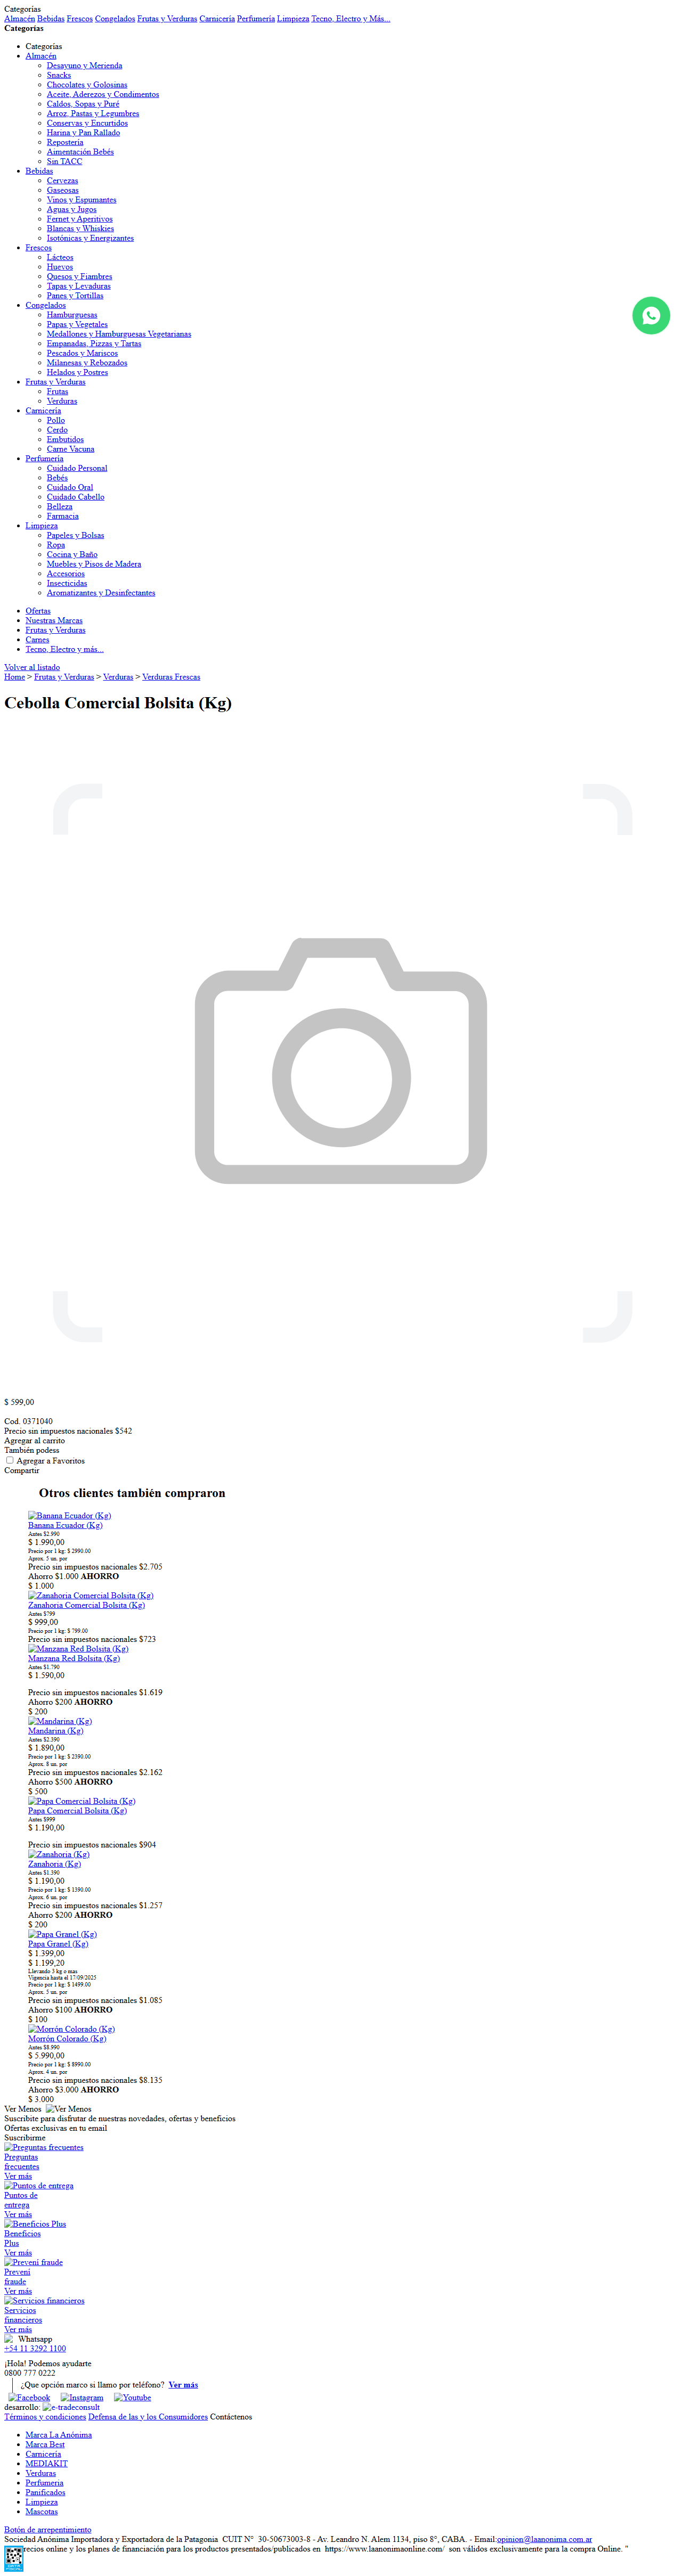 Categorías
Almacén Bebidas Frescos Congelados Frutas y Verduras Carnicería Perfumería Limpieza Tecno, Electro y Más...
Categorías
Categorías
Almacén
Desayuno y Merienda
Snacks
Chocolates y Golosinas
Aceite, Aderezos y Condimentos
Caldos, Sopas y Puré
Arroz, Pastas y Legumbres
Conservas y Encurtidos
Harina y Pan Rallado
Repostería
Aimentación Bebés
Sin TACC
Bebidas
Cervezas
Gaseosas
Vinos y Espumantes
Aguas y Jugos
Fernet y Aperitivos
Blancas y Whiskies
Isotónicas y Energizantes
Frescos
Lácteos
Huevos
Quesos y Fiambres
Tapas y Levaduras
Panes y Tortillas
Congelados
Hamburguesas
Papas y Vegetales
Medallones y Hamburguesas Vegetarianas
Empanadas, Pizzas y Tartas
Pescados y Mariscos
Milanesas y Rebozados
Helados y Postres
Frutas y Verduras
Frutas
Verduras
Carnicería
Pollo
Cerdo
Embutidos
Carne Vacuna
Perfumería
Cuidado Personal
Bebés
Cuidado Oral
Cuidado Cabello
Belleza
Farmacia
Limpieza
Papeles y Bolsas
Ropa
Cocina y Baño
Muebles y Pisos de Madera
Accesorios
Insecticidas
Aromatizantes y Desinfectantes
Ofertas
Nuestras Marcas
Frutas y Verduras
Carnes
Tecno, Electro y más...
Volver al listado
Home > Frutas y Verduras > Verduras > Verduras Frescas
Cebolla Comercial Bolsita (Kg)
$ 599,00
Cod. 0371040
Precio sin impuestos nacionales $542
Agregar al carrito
También podess
Agregar a Favoritos
Compartir
Otros clientes también compraron
Banana Ecuador (Kg)
Banana Ecuador (Kg)
Antes $2.990
$ 1.990,00
Precio por 1 kg: $ 2990.00
Aprox. 5 un. por
Precio sin impuestos nacionales $2.705
Ahorro $1.000 AHORRO
$ 1.000
Zanahoria Comercial Bolsita (Kg)
Zanahoria Comercial Bolsita (Kg)
Antes $799
$ 999,00
Precio por 1 kg: $ 799.00
Precio sin impuestos nacionales $723
Manzana Red Bolsita (Kg)
Manzana Red Bolsita (Kg)
Antes $1.790
$ 1.590,00
Precio sin impuestos nacionales $1.619
Ahorro $200 AHORRO
$ 200
Mandarina (Kg)
Mandarina (Kg)
Antes $2.390
$ 1.890,00
Precio por 1 kg: $ 2390.00
Aprox. 8 un. por
Precio sin impuestos nacionales $2.162
Ahorro $500 AHORRO
$ 500
Papa Comercial Bolsita (Kg)
Papa Comercial Bolsita (Kg)
Antes $999
$ 1.190,00
Precio sin impuestos nacionales $904
Zanahoria (Kg)
Zanahoria (Kg)
Antes $1.390
$ 1.190,00
Precio por 1 kg: $ 1390.00
Aprox. 6 un. por
Precio sin impuestos nacionales $1.257
Ahorro $200 AHORRO
$ 200
Papa Granel (Kg)
Papa Granel (Kg)
$ 1.399,00
$ 1.199,20
Llevando 3 kg o mas
Vigencia hasta el 17/09/2025
Precio por 1 kg: $ 1499.00
Aprox. 5 un. por
Precio sin impuestos nacionales $1.085
Ahorro $100 AHORRO
$ 100
Morrón Colorado (Kg)
Morrón Colorado (Kg)
Antes $8.990
$ 5.990,00
Precio por 1 kg: $ 8990.00
Aprox. 4 un. por
Precio sin impuestos nacionales $8.135
Ahorro $3.000 AHORRO
$ 3.000
Ver Menos Ver Menos
Suscribite para disfrutar de nuestras novedades, ofertas y beneficios
Ofertas exclusivas en tu email
Suscribirme
Preguntas frecuentes
Preguntas
frecuentes
Ver más
Puntos de entrega
Puntos de
entrega
Ver más
Beneficios Plus
Beneficios
Plus
Ver más
Prevení fraude
Prevení
fraude
Ver más
Servicios financieros
Servicios
financieros
Ver más
Whatsapp
+54 11 3292 1100
¡Hola! Podemos ayudarte
0800 777 0222
¿Que opción marco si llamo por teléfono? Ver más
Facebook Instagram Youtube
desarrollo: e-tradeconsult
Términos y condiciones Defensa de las y los Consumidores Contáctenos
Marca La Anónima
Marca Best
Carnicería
MEDIAKIT
Verduras
Perfumeria
Panificados
Limpieza
Mascotas
Botón de arrepentimiento
Sociedad Anónima Importadora y Exportadora de la Patagonia CUIT N° 30-50673003-8 - Av. Leandro N. Alem 1134, piso 8°, CABA. - Email:opinion@laanonima.com.ar
recios online y los planes de financiación para los productos presentados/publicados en https://www.laanonimaonline.com/ son válidos exclusivamente para la compra Online. "